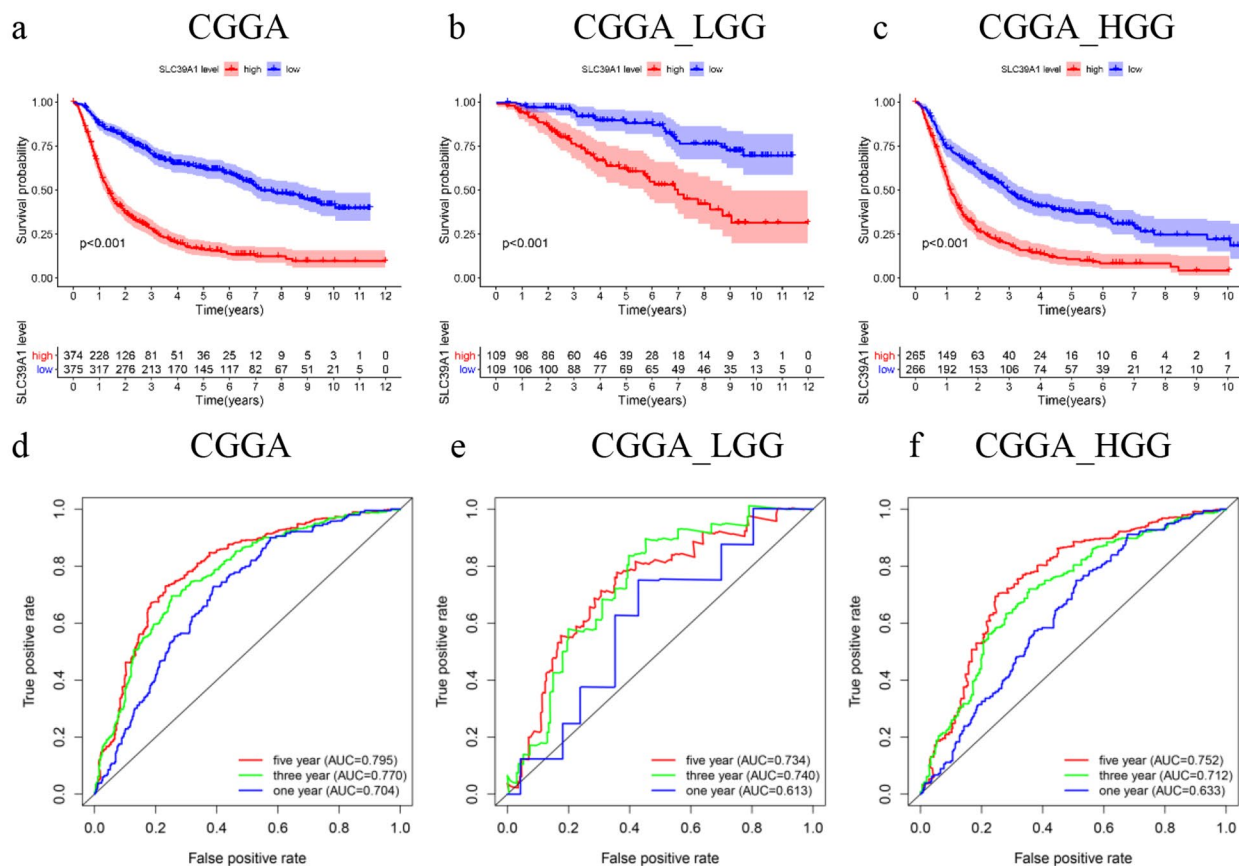 a CGGA
SLC39A1 level high low
Survival probability
1.00
0.75
0.50
0.25
0.00
p<0.001
0 1 2 3 4 5 6 7 8 9 10 11 12
Time(years)
SLC39A1 level
high 374 228 126 81 51 36 25 12 9 5 3 1 0
low 375 317 276 213 170 145 117 82 67 51 21 5 0
0 1 2 3 4 5 6 7 8 9 10 11 12
Time(years)
b CGGA_LGG
SLC39A1 level high low
Survival probability
1.00
0.75
0.50
0.25
0.00
p<0.001
0 1 2 3 4 5 6 7 8 9 10 11 12
Time(years)
SLC39A1 level
high 109 98 86 60 46 39 28 18 14 9 3 1 0
low 109 106 100 88 77 69 65 49 46 35 13 5 0
0 1 2 3 4 5 6 7 8 9 10 11 12
Time(years)
c CGGA_HGG
SLC39A1 level high low
Survival probability
1.00
0.75
0.50
0.25
0.00
p<0.001
0 1 2 3 4 5 6 7 8 9 10
Time(years)
SLC39A1 level
high 265 149 63 40 24 16 10 6 4 2 1
low 266 192 153 106 74 57 39 21 12 10 7
0 1 2 3 4 5 6 7 8 9 10
Time(years)
d CGGA
True positive rate
1.0
0.8
0.6
0.4
0.2
0.0
five year (AUC=0.795)
three year (AUC=0.770)
one year (AUC=0.704)
0.0 0.2 0.4 0.6 0.8 1.0
False positive rate
e CGGA_LGG
True positive rate
1.0
0.8
0.6
0.4
0.2
0.0
five year (AUC=0.734)
three year (AUC=0.740)
one year (AUC=0.613)
0.0 0.2 0.4 0.6 0.8 1.0
False positive rate
f CGGA_HGG
True positive rate
1.0
0.8
0.6
0.4
0.2
0.0
five year (AUC=0.752)
three year (AUC=0.712)
one year (AUC=0.633)
0.0 0.2 0.4 0.6 0.8 1.0
False positive rate